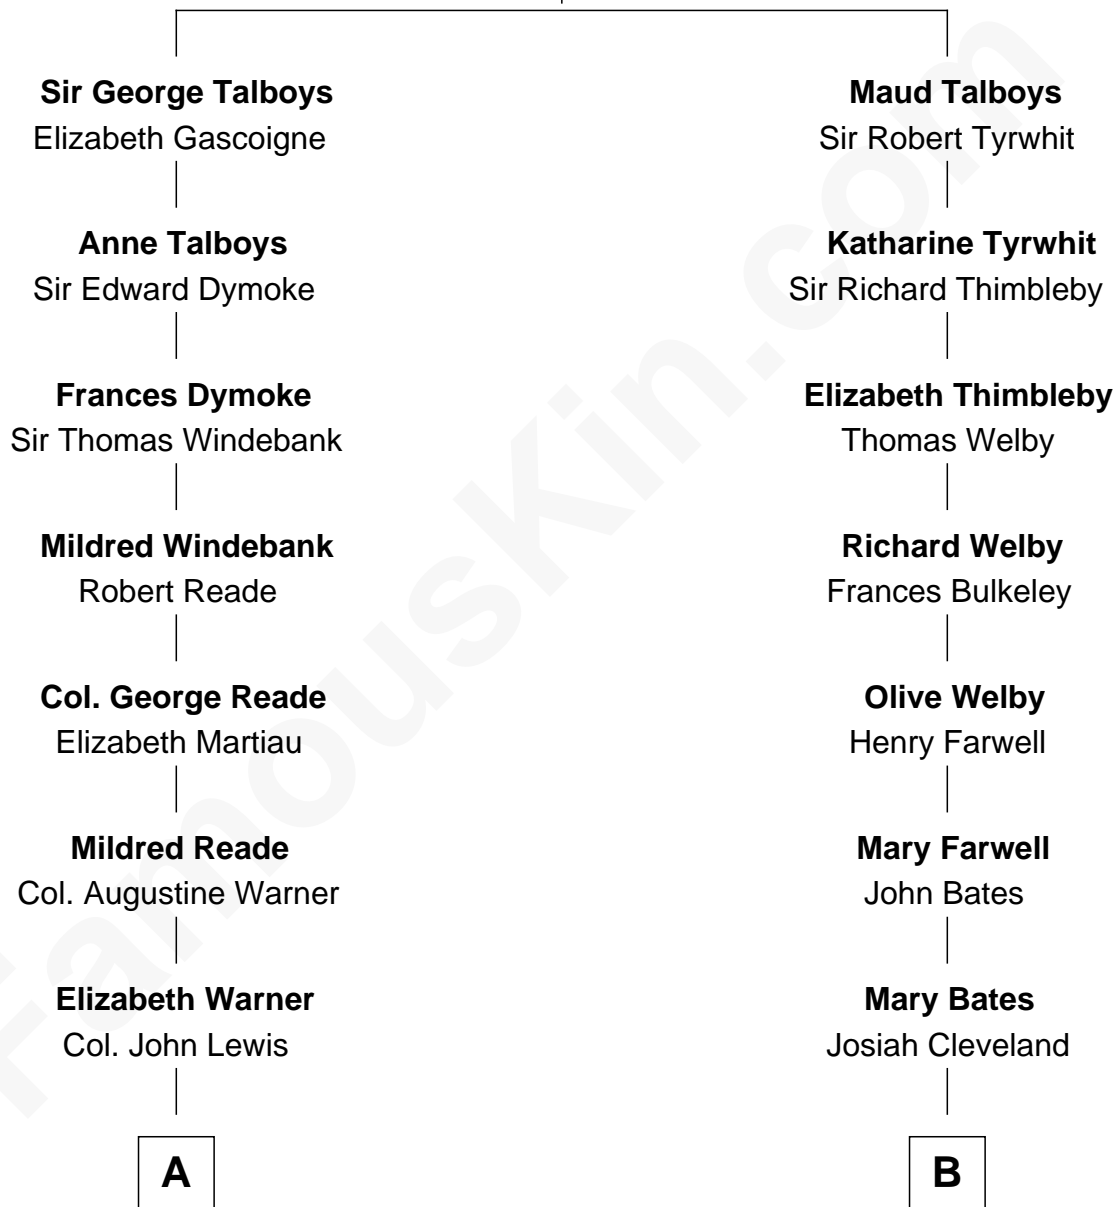 Sir George Talboys
Elizabeth Gascoigne
Anne Talboys
Sir Edward Dymoke
Frances Dymoke
Sir Thomas Windebank
Mildred Windebank
Robert Reade
Col. George Reade
Elizabeth Martiau
Mildred Reade
Col. Augustine Warner
Elizabeth Warner
Col. John Lewis
A
Maud Talboys
Sir Robert Tyrwhit
Katharine Tyrwhit
Sir Richard Thimbleby
Elizabeth Thimbleby
Thomas Welby
Richard Welby
Frances Bulkeley
Olive Welby
Henry Farwell
Mary Farwell
John Bates
Mary Bates
Josiah Cleveland
B
FamousKin.com